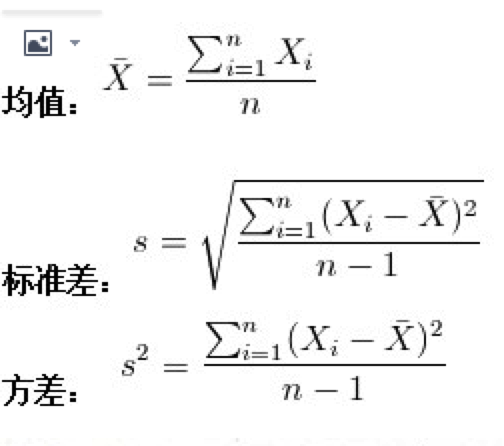 均值： $\bar{X} = \frac{\sum_{i=1}^{n} X_i}{n}$
标准差： $s = \sqrt{\frac{\sum_{i=1}^{n} (X_i - \bar{X})^2}{n-1}}$
方差： $s^2 = \frac{\sum_{i=1}^{n} (X_i - \bar{X})^2}{n-1}$